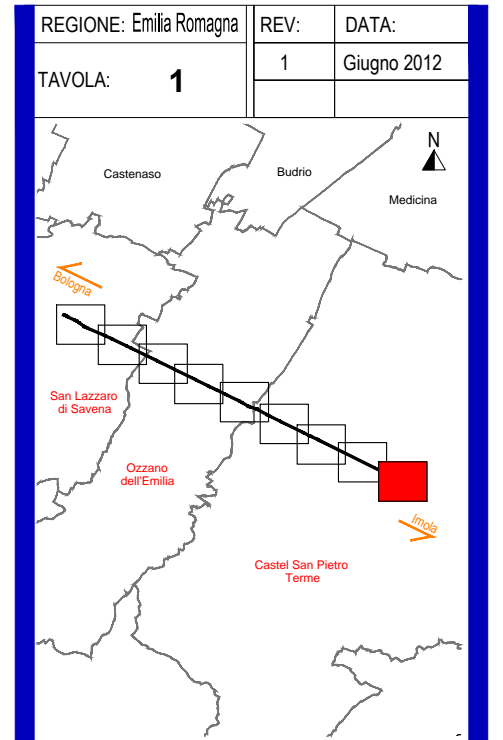 REGIONE: Emilia Romagna
REV:
DATA:
TAVOLA: 1
1
Giugno 2012
N
Castenaso
Budrio
Medicina
Bologna
San Lazzaro
di Savena
Ozzano
dell'Emilia
Imola
Castel San Pietro
Terme